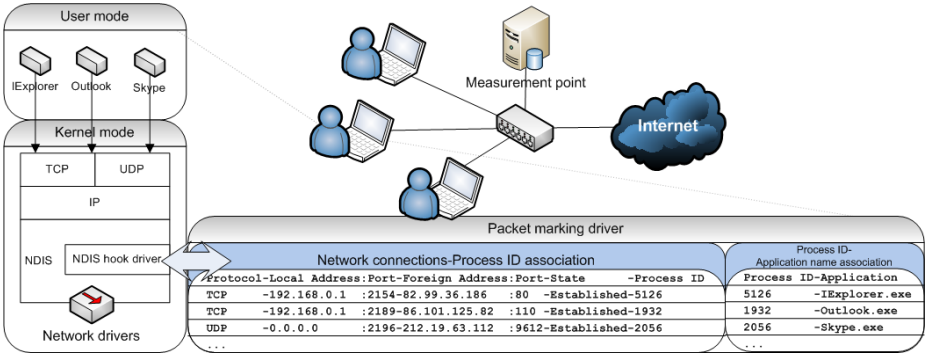 User mode
IExplorer Outlook Skype
Kernel mode
TCP UDP
IP
NDIS
NDIS hook driver
Network drivers
Measurement point
Internet
Packet marking driver
Network connections-Process ID association
Protocol-Local Address:Port-Foreign Address:Port-State -Process ID
TCP -192.168.0.1 :2154-82.99.36.186 :80 -Established-5126
TCP -192.168.0.1 :2189-86.101.125.82 :110 -Established-1932
UDP -0.0.0.0 :2196-212.19.63.112 :9612-Established-2056
...
Process ID-
Application name association
Process ID-Application
5126 -IExplorer.exe
1932 -Outlook.exe
2056 -Skype.exe
...